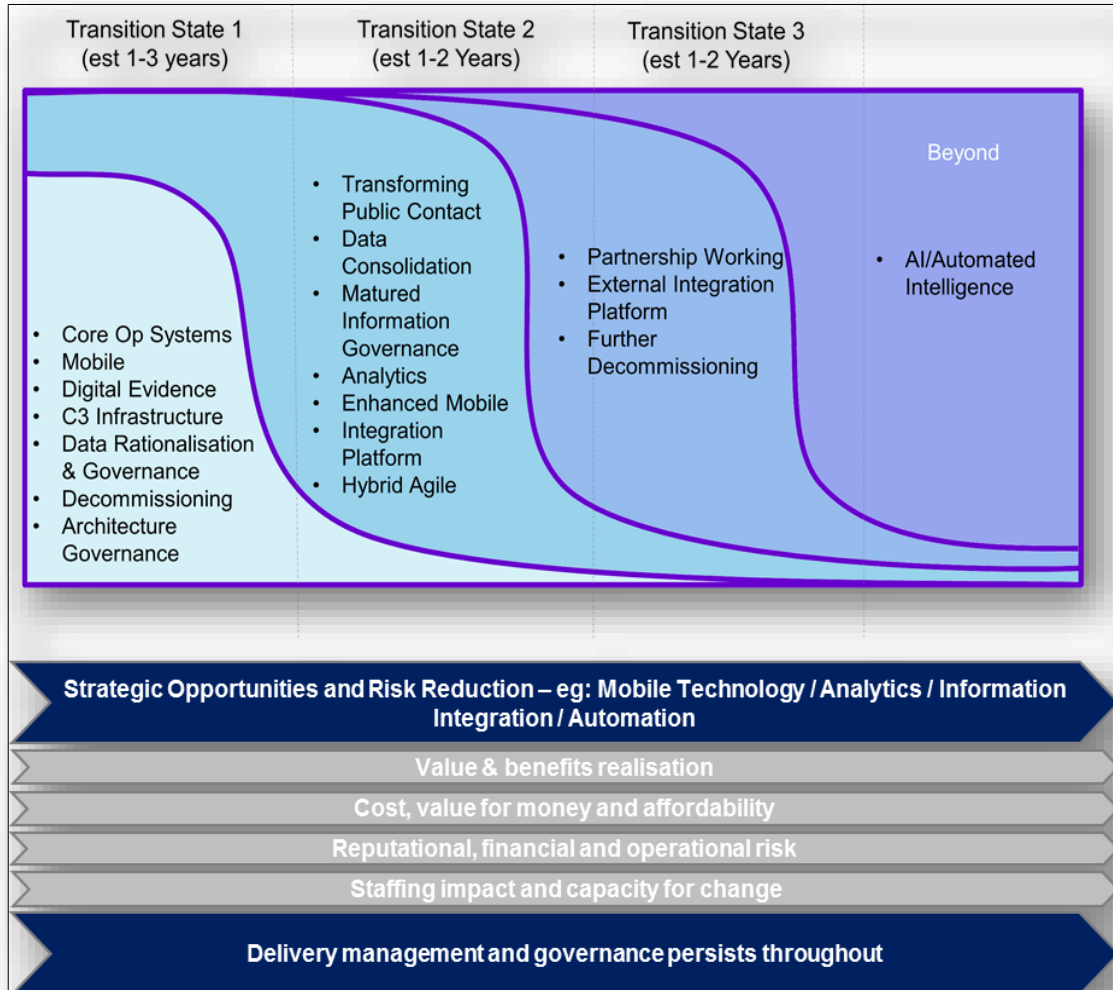 Transition State 1
(est 1-3 years)
Transition State 2
(est 1-2 Years)
Transition State 3
(est 1-2 Years)
• Core Op Systems
• Mobile
• Digital Evidence
• C3 Infrastructure
• Data Rationalisation
& Governance
• Decommissioning
• Architecture
Governance
• Transforming
Public Contact
• Data
Consolidation
• Matured
Information
Governance
• Analytics
• Enhanced Mobile
• Integration
Platform
• Hybrid Agile
• Partnership Working
• External Integration
Platform
• Further
Decommissioning
Beyond
• AI/Automated
Intelligence
Strategic Opportunities and Risk Reduction – eg: Mobile Technology / Analytics / Information
Integration / Automation
Value & benefits realisation
Cost, value for money and affordability
Reputational, financial and operational risk
Staffing impact and capacity for change
Delivery management and governance persists throughout